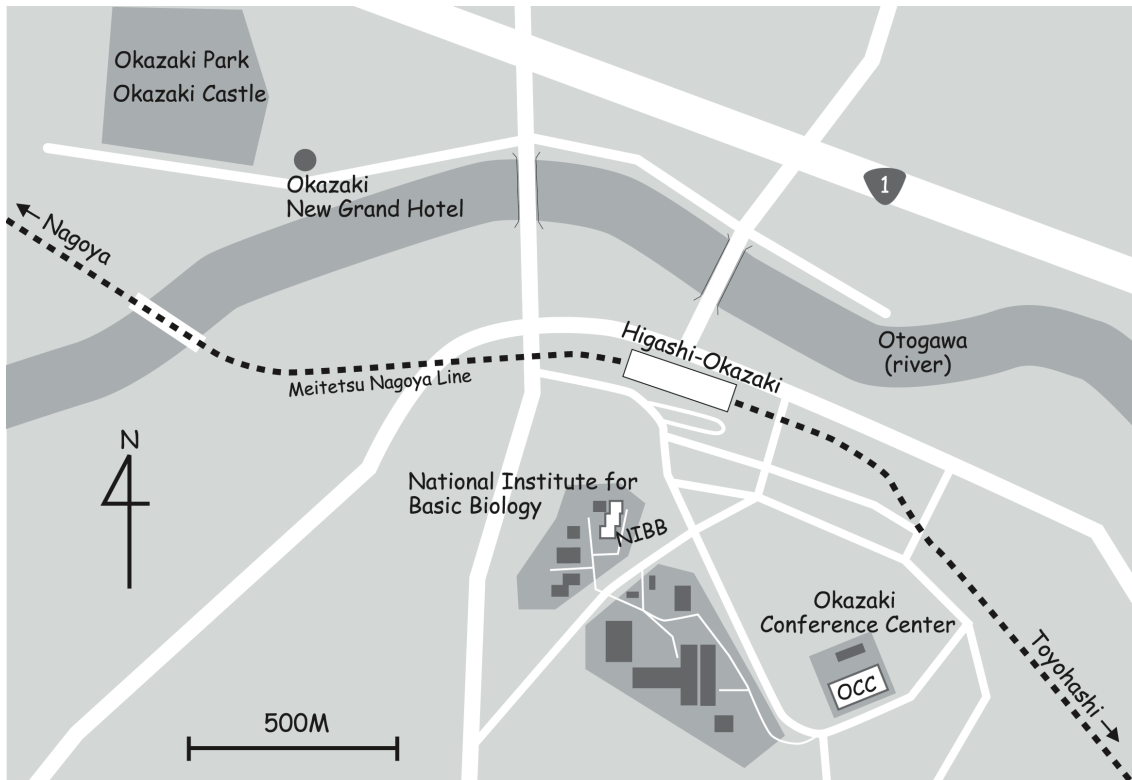 Okazaki Park
Okazaki Castle
1
Okazaki
New Grand Hotel
Nagoya
Higashi-Okazaki
Otogawa
(river)
Meitetsu Nagoya Line
N
National Institute for
Basic Biology
NIBB
Okazaki
Conference Center
OCC
Toyohashi
500M